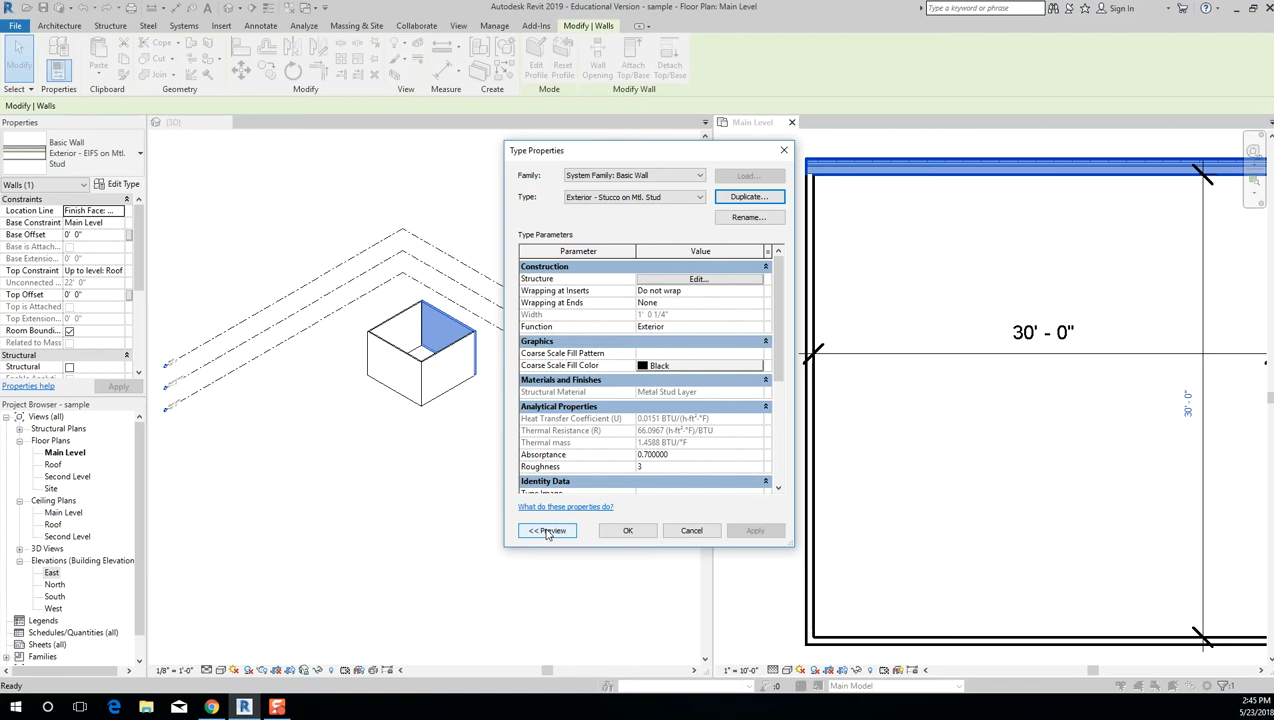 Autodesk Revit 2019 - Educational Version - sample - Floor Plan: Main Level
Type a keyword or phrase
Sign In
File Architecture Structure Steel Systems Insert Annotate Analyze Massing & Site Collaborate View Manage Add-Ins Modify | Walls
Modify
Paste
Cope
Cut
Join
Edit Profile
Reset Profile
Wall Opening
Attach Top/Base
Detach Top/Base
Select Properties Clipboard Geometry Modify View Measure Create Mode Modify Wall
Modify | Walls
Properties
Basic Wall
Exterior - EIFS on Mtl. Stud
Walls (1)
Edit Type
Constraints
Location Line Finish Face: ...
Base Constraint Main Level
Base Offset 0' 0"
Base is Attach...
Base Extension...
Top Constraint Up to level: Roof
Unconnected ... 22' 0"
Top Offset 0' 0"
Top is Attached
Top Extension... 0' 0"
Room Boundi...
Related to Mass
Structural
Structural
Properties help
Apply
Project Browser - sample
Views (all)
Structural Plans
Floor Plans
Main Level
Roof
Second Level
Site
Ceiling Plans
Main Level
Roof
Second Level
3D Views
Elevations (Building Elevation
East
North
South
West
Legends
Schedules/Quantities (all)
Sheets (all)
Families
{3D}
1/8" = 1'-0"
Type Properties
Family: System Family: Basic Wall
Load...
Type: Exterior - Stucco on Mtl. Stud
Duplicate...
Rename...
Type Parameters
Parameter Value =
Construction
Structure Edit...
Wrapping at Inserts Do not wrap
Wrapping at Ends None
Width 1' 0 1/4"
Function Exterior
Graphics
Coarse Scale Fill Pattern
Coarse Scale Fill Color Black
Materials and Finishes
Structural Material Metal Stud Layer
Analytical Properties
Heat Transfer Coefficient (U) 0.0151 BTU/(h·ft²·°F)
Thermal Resistance (R) 66.0967 (h·ft²·°F)/BTU
Thermal mass 1.4588 BTU/°F
Absorptance 0.700000
Roughness 3
Identity Data
Type Image
What do these properties do?
<< Preview
OK
Cancel
Apply
Main Level
30' - 0"
30' - 0"
1" = 10'-0"
Ready
:0
Main Model
:1
2:45 PM
5/23/2018